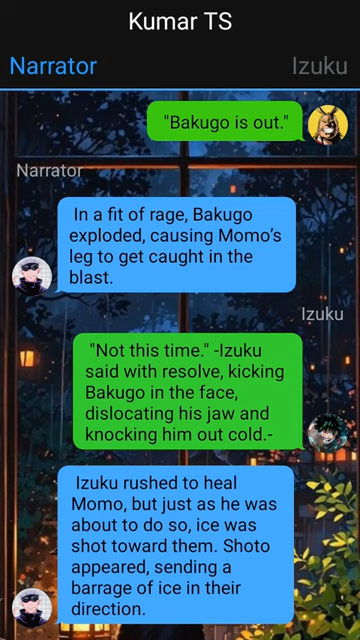 Kumar TS
Narrator
Izuku
"Bakugo is out."
Narrator
In a fit of rage, Bakugo
exploded, causing Momo's
leg to get caught in the
blast.
Izuku
"Not this time." -Izuku
said with resolve, kicking
Bakugo in the face,
dislocating his jaw and
knocking him out cold.-
Izuku rushed to heal
Momo, but just as he was
about to do so, ice was
shot toward them. Shoto
appeared, sending a
barrage of ice in their
direction.